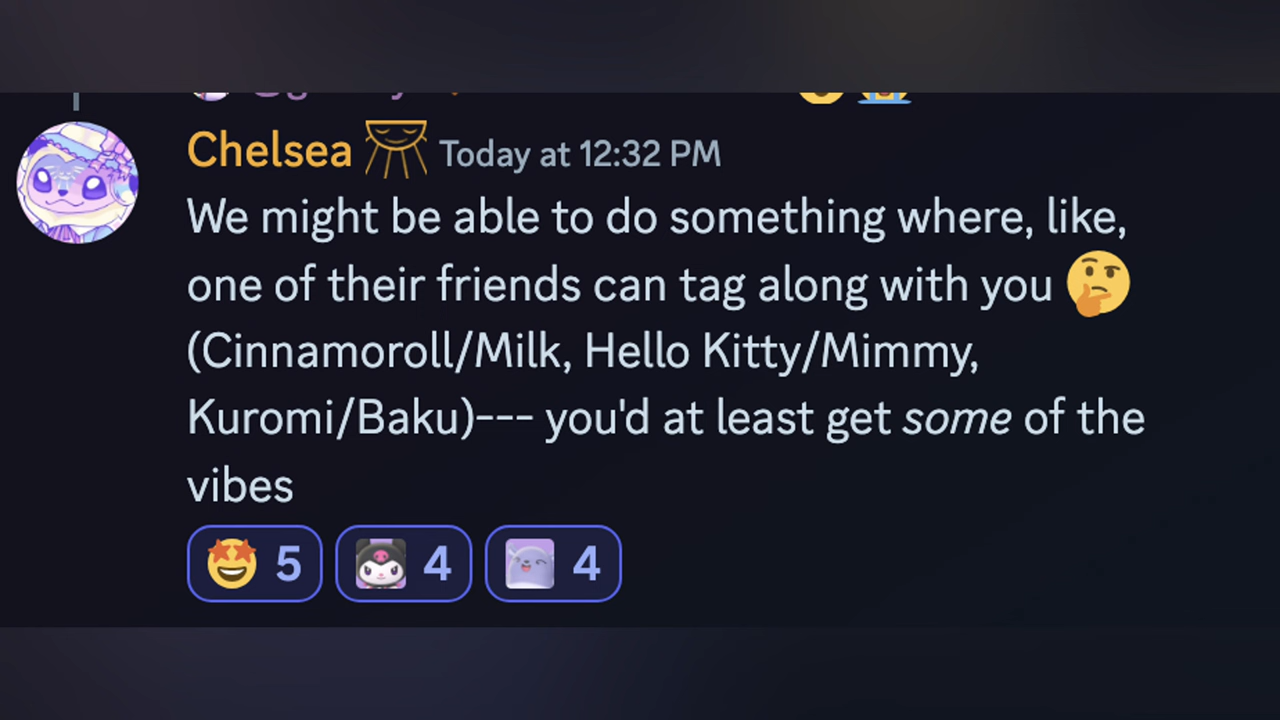 Chelsea Today at 12:32 PM
We might be able to do something where, like,
one of their friends can tag along with you 🤔
(Cinnamoroll/Milk, Hello Kitty/Mimmy,
Kuromi/Baku)--- you'd at least get some of the
vibes
5 4 4